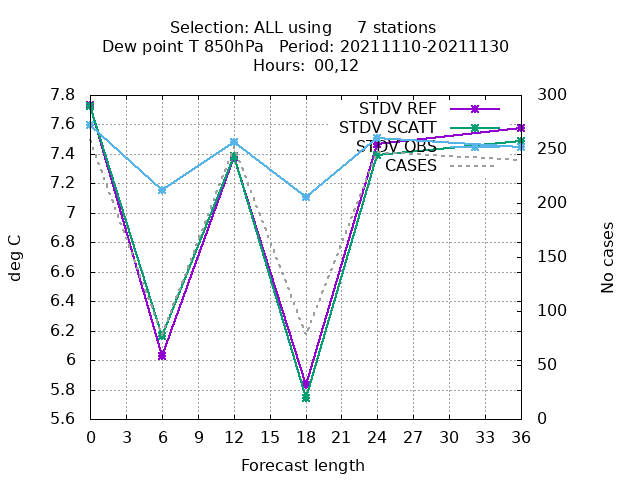 Selection: ALL using     7 stations
Dew point T 850hPa   Period: 20211110-20211130
Hours:  00,12
7.8
7.6
7.4
7.2
7
6.8
6.6
6.4
6.2
6
5.8
5.6
deg C
STDV REF
STDV SCATT
STDV OBS
CASES
300
250
200
150
100
50
0
No cases
0 3 6 9 12 15 18 21 24 27 30 33 36
Forecast length